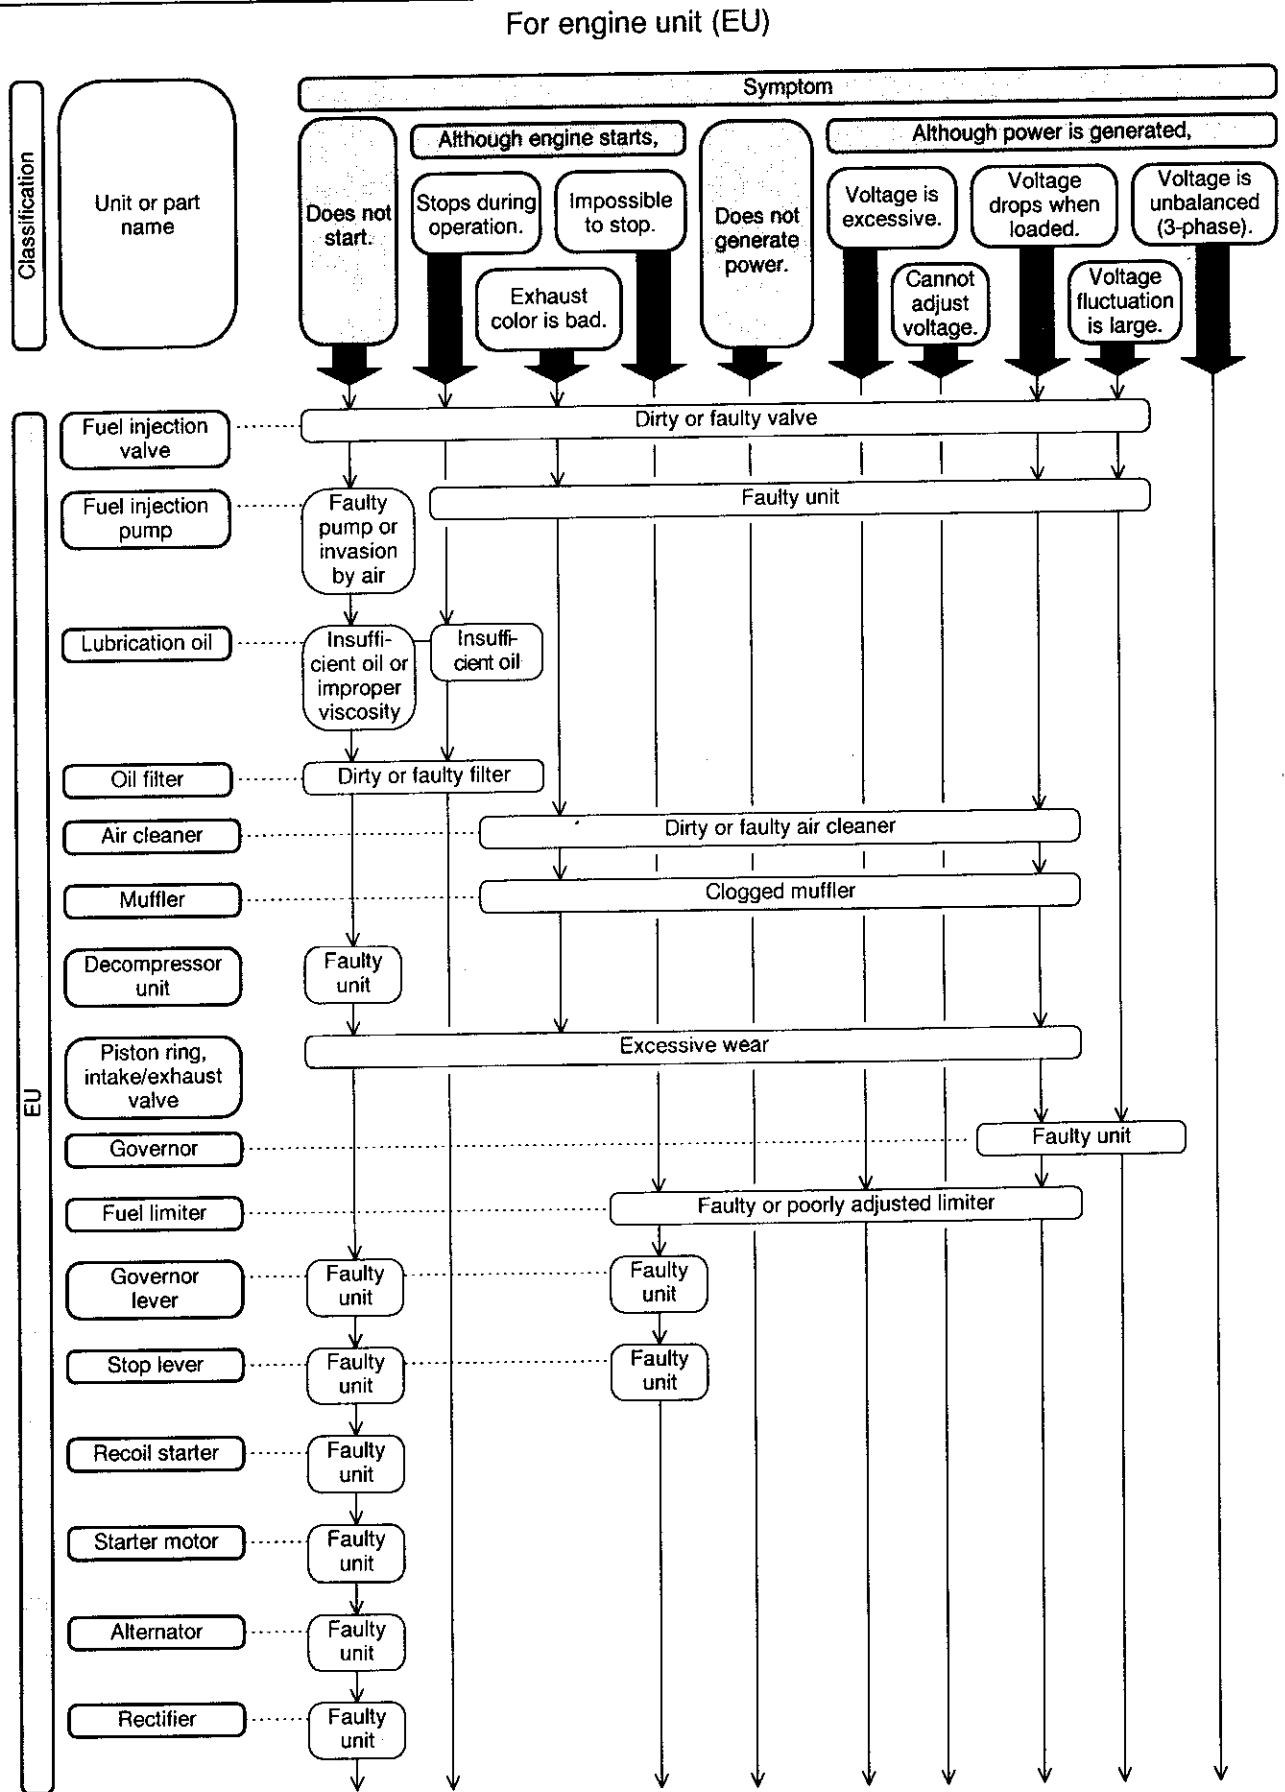 For engine unit (EU)
Classification
Unit or part
name
Symptom
Does not
start.
Although engine starts,
Stops during
operation.
Impossible
to stop.
Exhaust
color is bad.
Does not
generate
power.
Although power is generated,
Voltage is
excessive.
Voltage
drops when
loaded.
Voltage is
unbalanced
(3-phase).
Cannot
adjust
voltage.
Voltage
fluctuation
is large.
EU
Fuel injection
valve
Dirty or faulty valve
Fuel injection
pump
Faulty
pump or
invasion
by air
Faulty unit
Lubrication oil
Insuffi-
cient oil or
improper
viscosity
Insuffi-
cient oil
Oil filter
Dirty or faulty filter
Air cleaner
Dirty or faulty air cleaner
Muffler
Clogged muffler
Decompressor
unit
Faulty
unit
Piston ring,
intake/exhaust
valve
Excessive wear
Governor
Faulty unit
Fuel limiter
Faulty or poorly adjusted limiter
Governor
lever
Faulty
unit
Faulty
unit
Stop lever
Faulty
unit
Faulty
unit
Recoil starter
Faulty
unit
Starter motor
Faulty
unit
Alternator
Faulty
unit
Rectifier
Faulty
unit